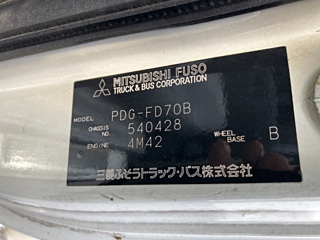 MITSUBISHI FUSO
TRUCK & BUS CORPORATION
MODEL PDG-FD70B
CHASSIS NO. 540428
ENGINE 4M42 WHEEL BASE B
三菱ふそうトラック・バス株式会社